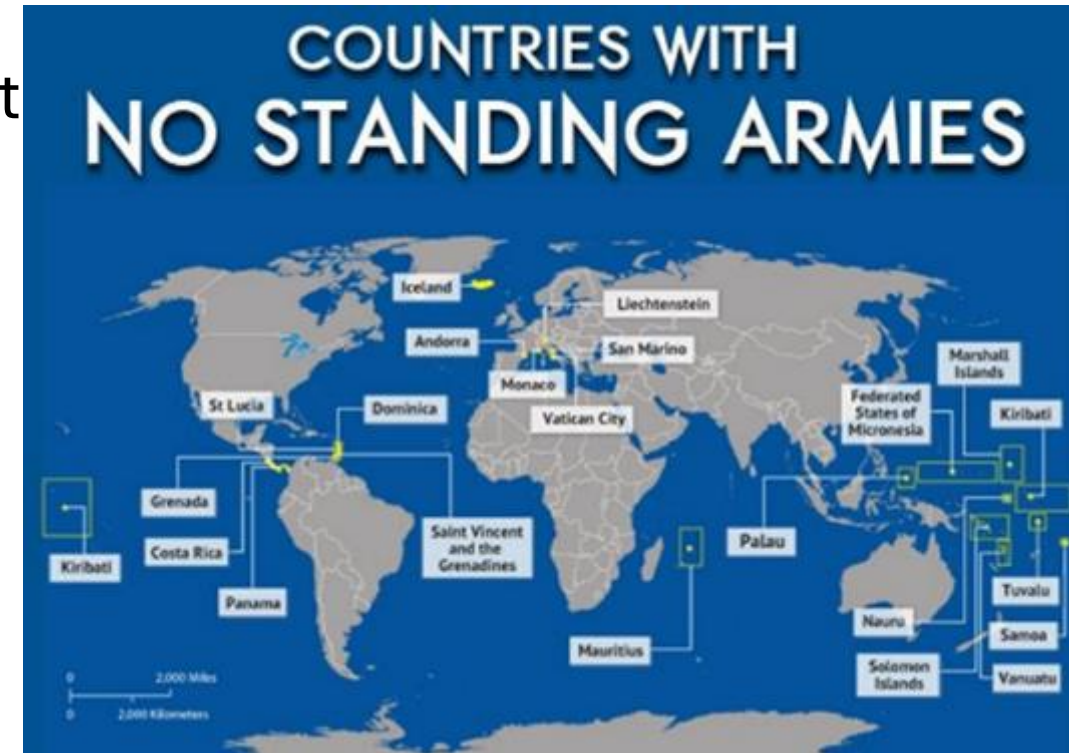 t
COUNTRIES WITH
NO STANDING ARMIES
Iceland
Liechtenstein
Andorra
San Marino
Marshall
Islands
Monaco
Federated
States of
Micronesia
St Lucia
Dominica
Vatican City
Kiribati
Grenada
Saint Vincent
and the
Grenadines
Costa Rica
Palau
Kiribati
Panama
Tuvalu
Nauru
Samoa
Mauritius
Solomon
Islands
Vanuatu
0 2,000 Miles
0 2,000 Kilometers